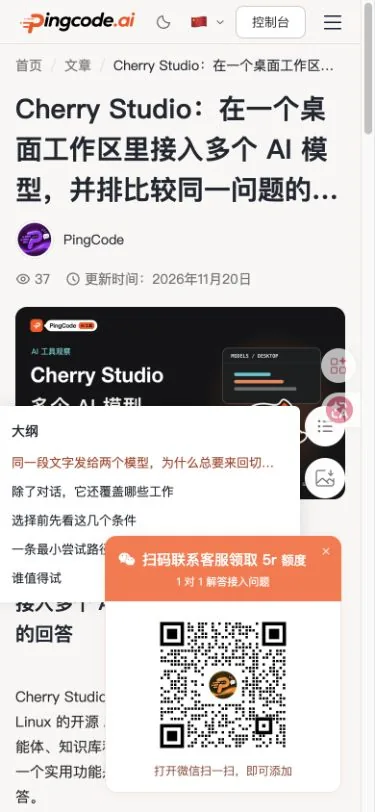 Pingcode.ai
控制台
首页 / 文章 / Cherry Studio：在一个桌面工作区…
Cherry Studio：在一个桌
面工作区里接入多个 AI 模
型，并排比较同一问题的…
PingCode
37 更新时间：2026年11月20日
PingCode
AI 工具观察
MODELS / DESKTOP
Cherry Studio
多个 AI 模型
大纲
同一段文字发给两个模型，为什么总要来回切…
除了对话，它还覆盖哪些工作
选择前先看这几个条件
一条最小尝试路径
谁值得试
扫码联系客服领取 5r 额度
×
1 对 1 解答接入问题
打开微信扫一扫，即可添加
接入多个
的回答
Cherry Studio
Linux 的开源
能体、知识库
一个实用功能
答。